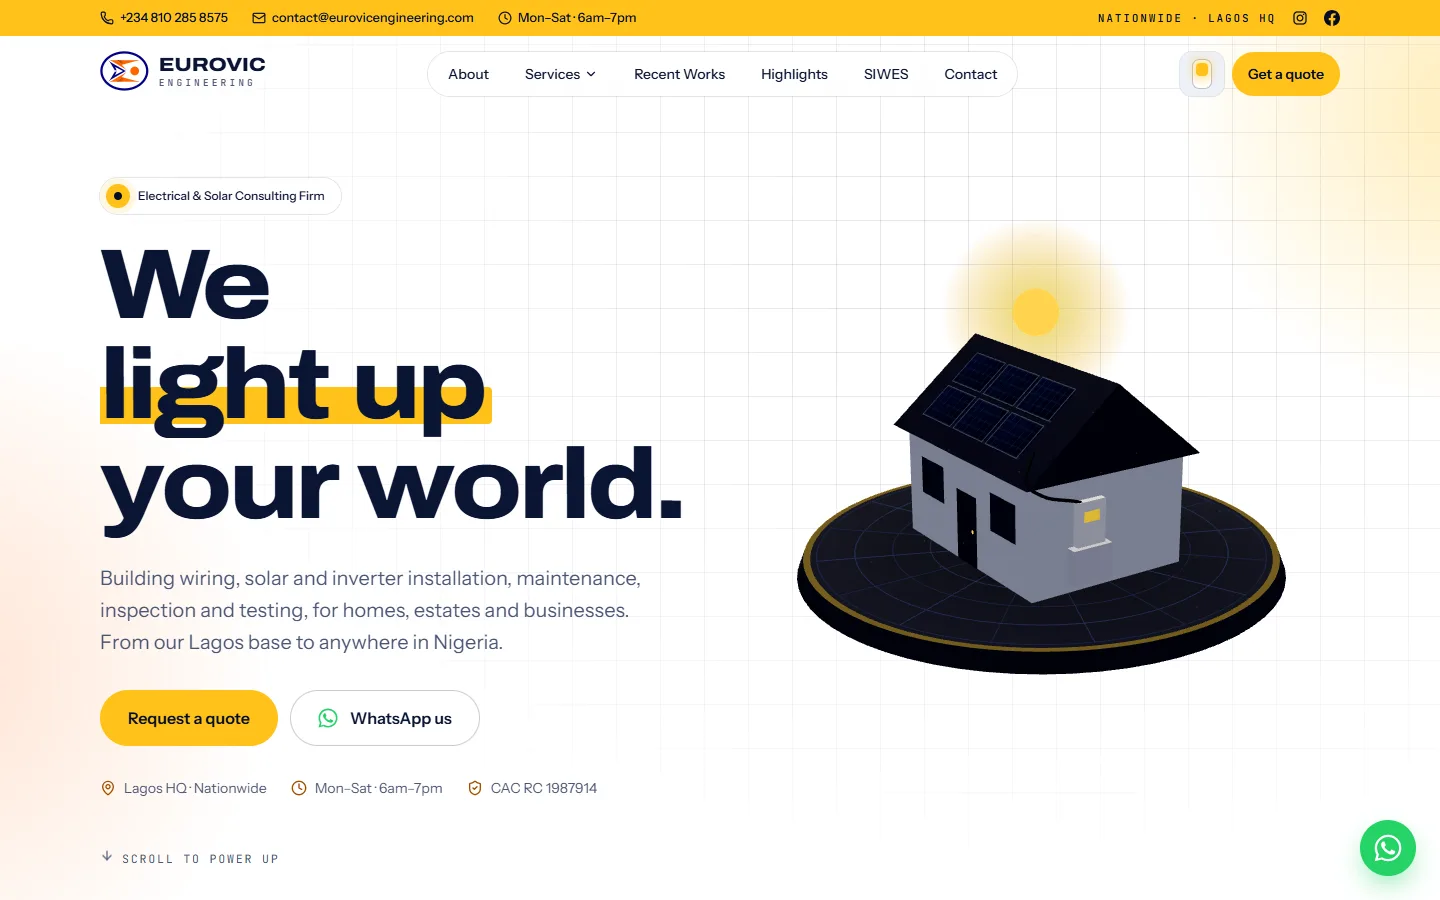 +234 810 285 8575
contact@eurovicengineering.com
Mon–Sat · 6am–7pm
NATIONWIDE · LAGOS HQ
EUROVIC
ENGINEERING
About
Services
Recent Works
Highlights
SIWES
Contact
Get a quote
Electrical & Solar Consulting Firm
We
light up
your world.
Building wiring, solar and inverter installation, maintenance,
inspection and testing, for homes, estates and businesses.
From our Lagos base to anywhere in Nigeria.
Request a quote
WhatsApp us
Lagos HQ · Nationwide
Mon–Sat · 6am–7pm
CAC RC 1987914
SCROLL TO POWER UP